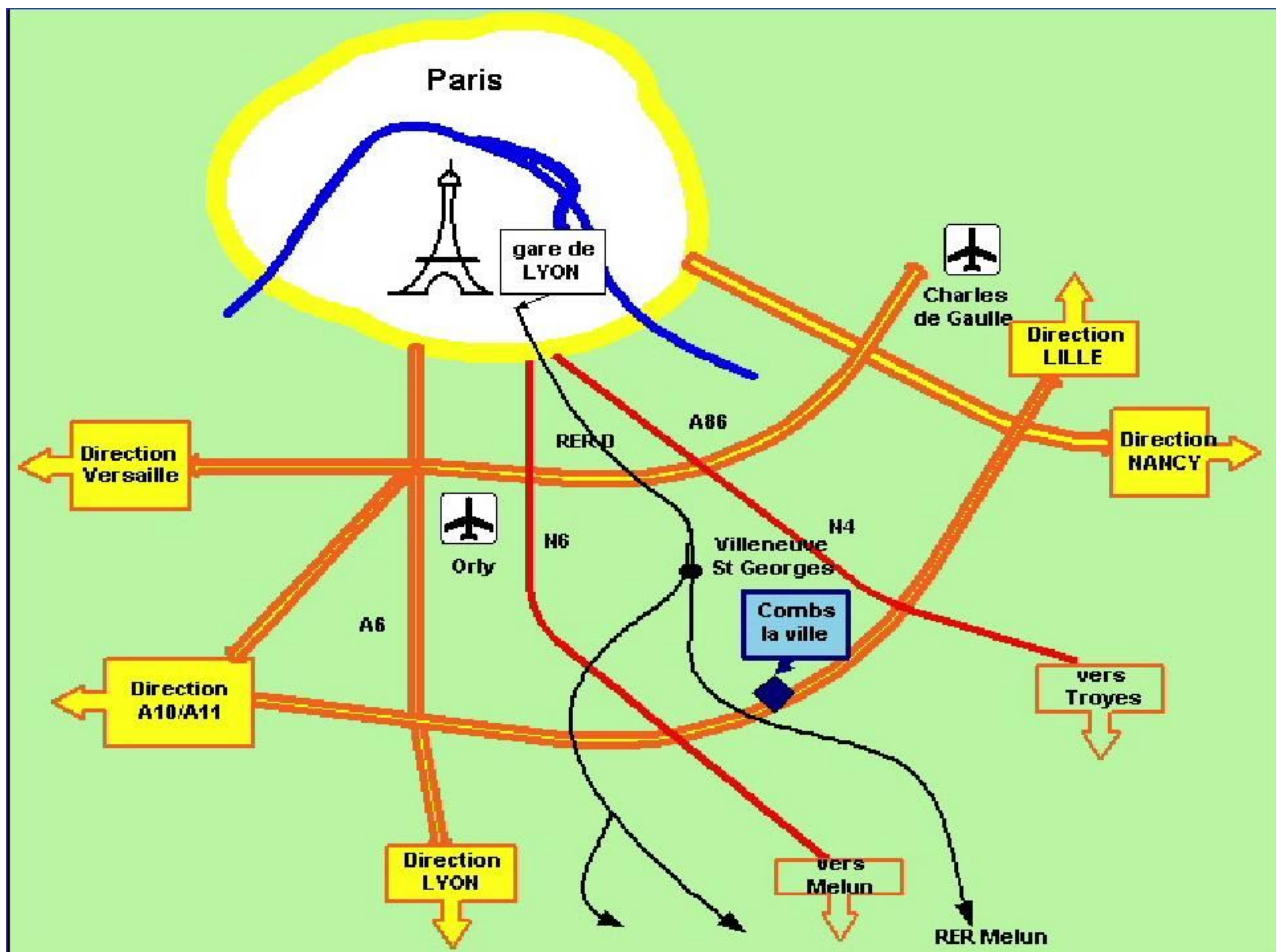 Paris
gare de
LYON
Charles
de Gaulle
Direction
LILLE
A86
RER D
Direction
Versaille
Direction
NANCY
Orly
N6
N4
Villeneuve
St Georges
Combs
la ville
A6
Direction
A10/A11
vers
Troyes
Direction
LYON
vers
Melun
RER Melun